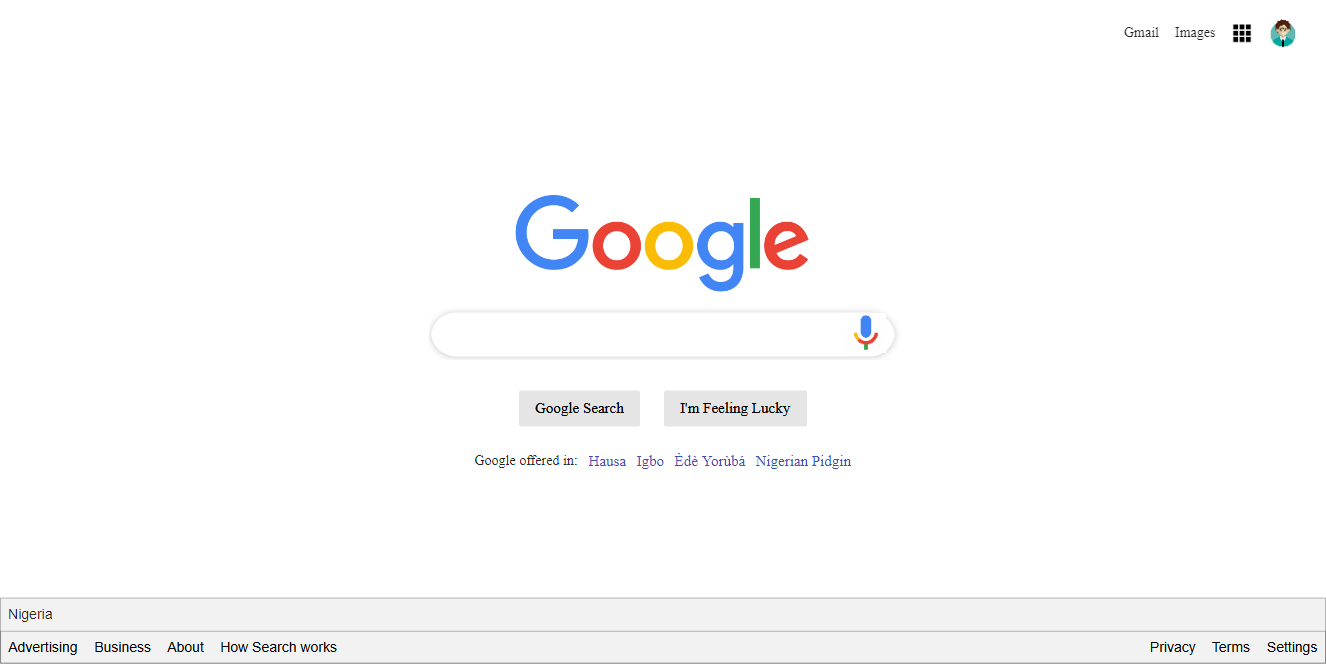 Gmail Images
Google
Google Search I'm Feeling Lucky
Google offered in: Hausa Igbo Èdè Yorùbá Nigerian Pidgin
Nigeria
Advertising Business About How Search works Privacy Terms Settings